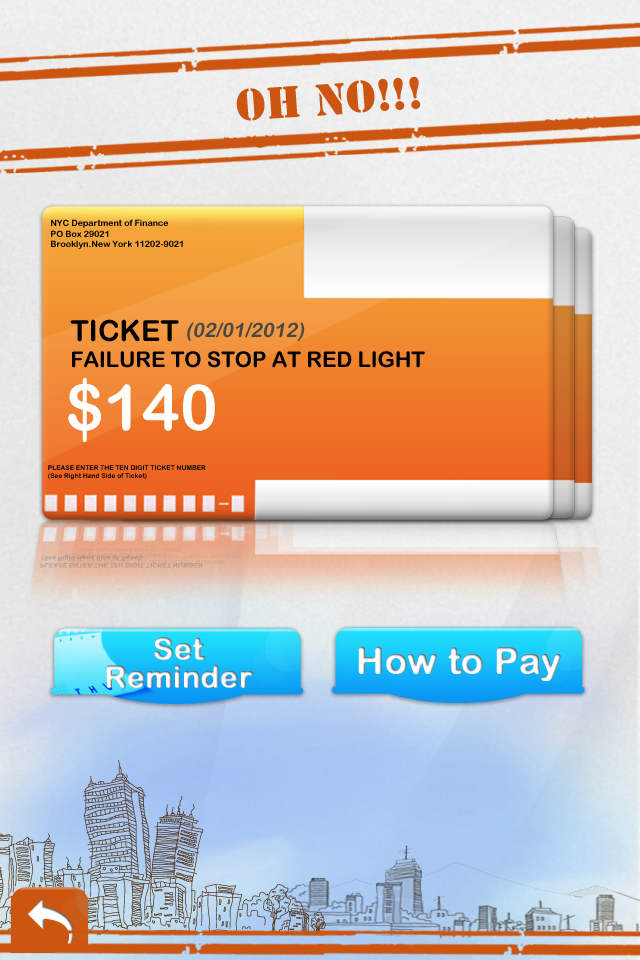 OH NO!!!
NYC Department of Finance
PO Box 29021
Brooklyn.New York 11202-9021
TICKET (02/01/2012)
FAILURE TO STOP AT RED LIGHT
$140
PLEASE ENTER THE TEN DIGIT TICKET NUMBER
(See Right Hand Side of Ticket)
Set
Reminder
T H
How to Pay